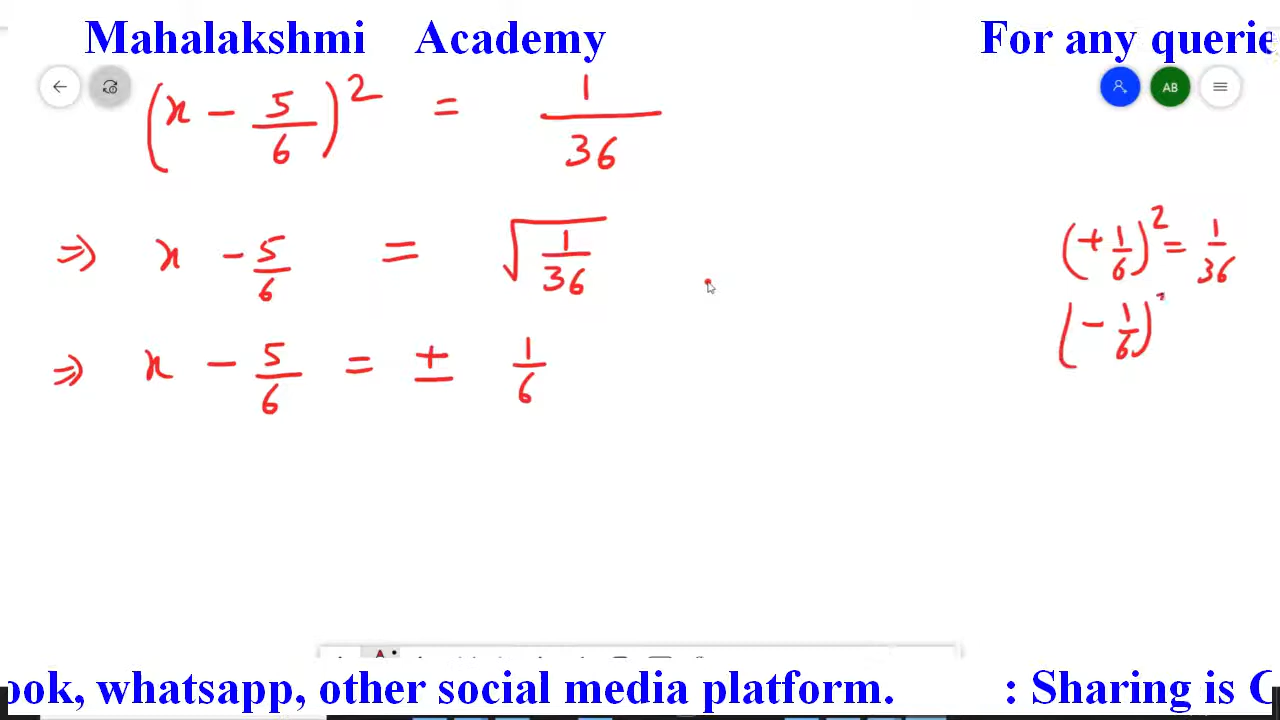 Mahalakshmi Academy For any querie
AB
(x - 5/6)² = 1/36
⇒ x - 5/6 = √(1/36)
(+ 1/6)² = 1/36
(- 1/6)
⇒ x - 5/6 = ± 1/6
ook, whatsapp, other social media platform. : Sharing is C